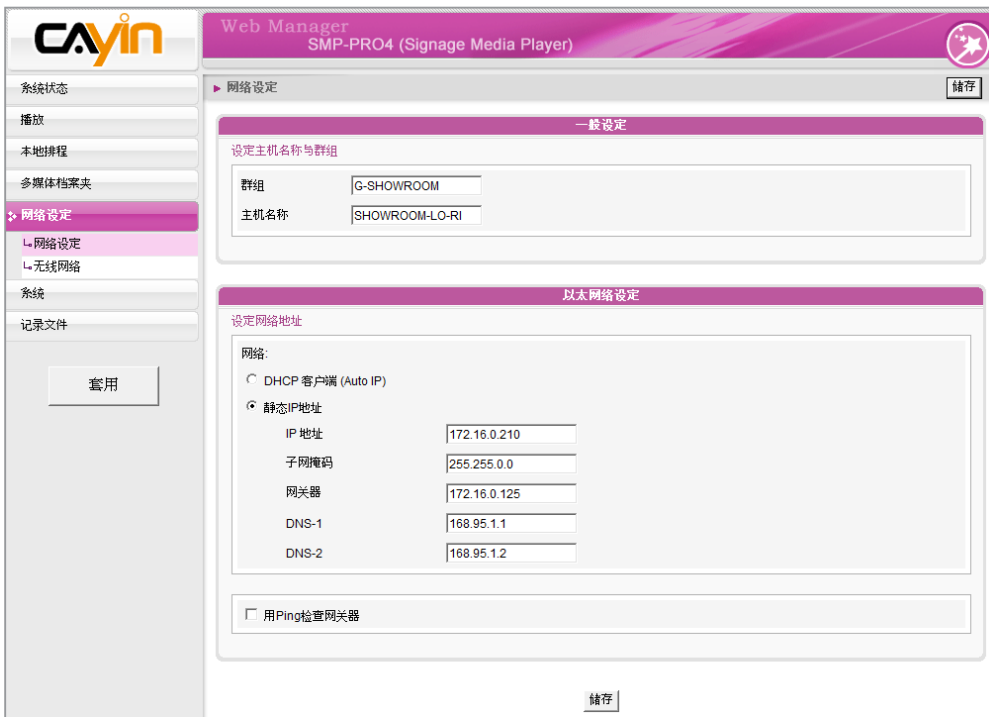 CAYIN
Web Manager
SMP-PRO4 (Signage Media Player)
系统状态
播放
本地排程
多媒体档案夹
网络设定
网络设定
无线网络
系统
记录文件
套用
网络设定
储存
一般设定
设定主机名称与群组
群组 G-SHOWROOM
主机名称 SHOWROOM-LO-RI
以太网络设定
设定网络地址
网络:
DHCP 客户端 (Auto IP)
静态IP地址
IP 地址 172.16.0.210
子网掩码 255.255.0.0
网关器 172.16.0.125
DNS-1 168.95.1.1
DNS-2 168.95.1.2
用Ping检查网关器
储存